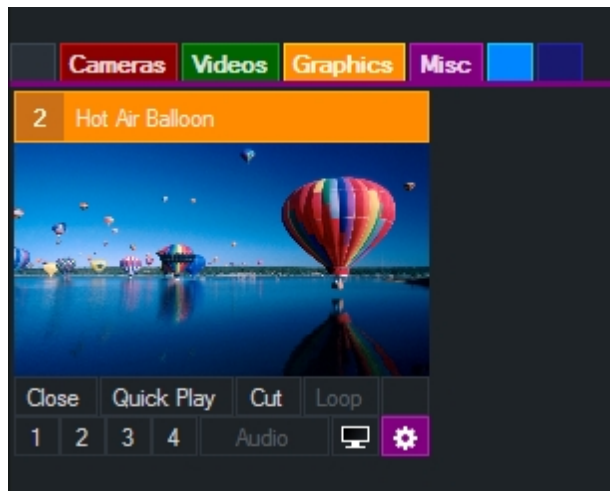 Cameras Videos Graphics Misc
2 Hot Air Balloon
Close Quick Play Cut Loop
1 2 3 4 Audio